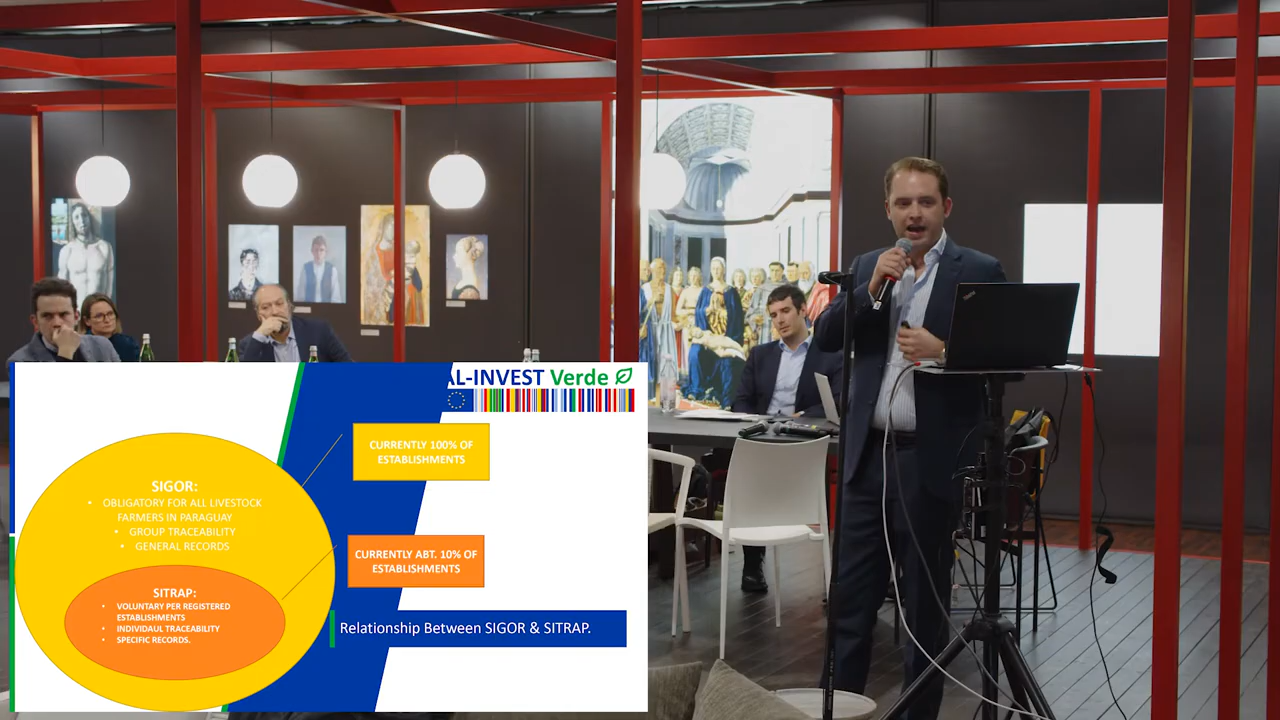 AL-INVEST Verde
CURRENTLY 100% OF
ESTABLISHMENTS
SIGOR:
• OBLIGATORY FOR ALL LIVESTOCK
FARMERS IN PARAGUAY
• GROUP TRACEABILITY
• GENERAL RECORDS
CURRENTLY ABT. 10% OF
ESTABLISHMENTS
SITRAP:
• VOLUNTARY PER REGISTERED
ESTABLISHMENTS
• INDIVIDAUL TRACEABILITY
• SPECIFIC RECORDS.
Relationship Between SIGOR & SITRAP.